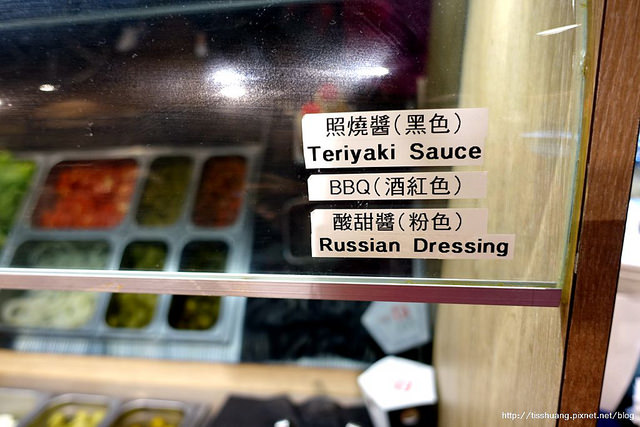 照燒醬(黑色)
Teriyaki Sauce
BBQ(酒紅色)
酸甜醬(粉色)
Russian Dressing
http://tisshuang.pixnet.net/blog